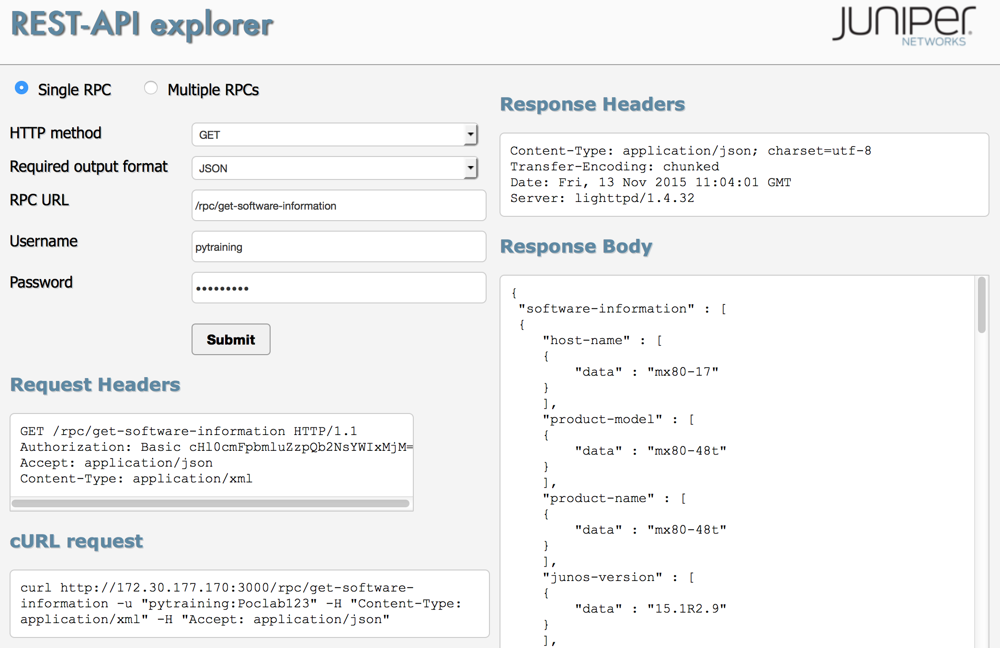 REST-API explorer
JUNIPER
NETWORKS
Single RPC
Multiple RPCs
HTTP method
GET
Required output format
JSON
RPC URL
/rpc/get-software-information
Username
pytraining
Password
•••••••••
Submit
Request Headers
GET /rpc/get-software-information HTTP/1.1
Authorization: Basic cHl0cmFpbmluZzpQb2NsYWIxMjM=
Accept: application/json
Content-Type: application/xml
cURL request
curl http://172.30.177.170:3000/rpc/get-software-
information -u "pytraining:Poclab123" -H "Content-Type:
application/xml" -H "Accept: application/json"
Response Headers
Content-Type: application/json; charset=utf-8
Transfer-Encoding: chunked
Date: Fri, 13 Nov 2015 11:04:01 GMT
Server: lighttpd/1.4.32
Response Body
{
"software-information" : [
{
"host-name" : [
{
"data" : "mx80-17"
}
],
"product-model" : [
{
"data" : "mx80-48t"
}
],
"product-name" : [
{
"data" : "mx80-48t"
}
],
"junos-version" : [
{
"data" : "15.1R2.9"
}
],